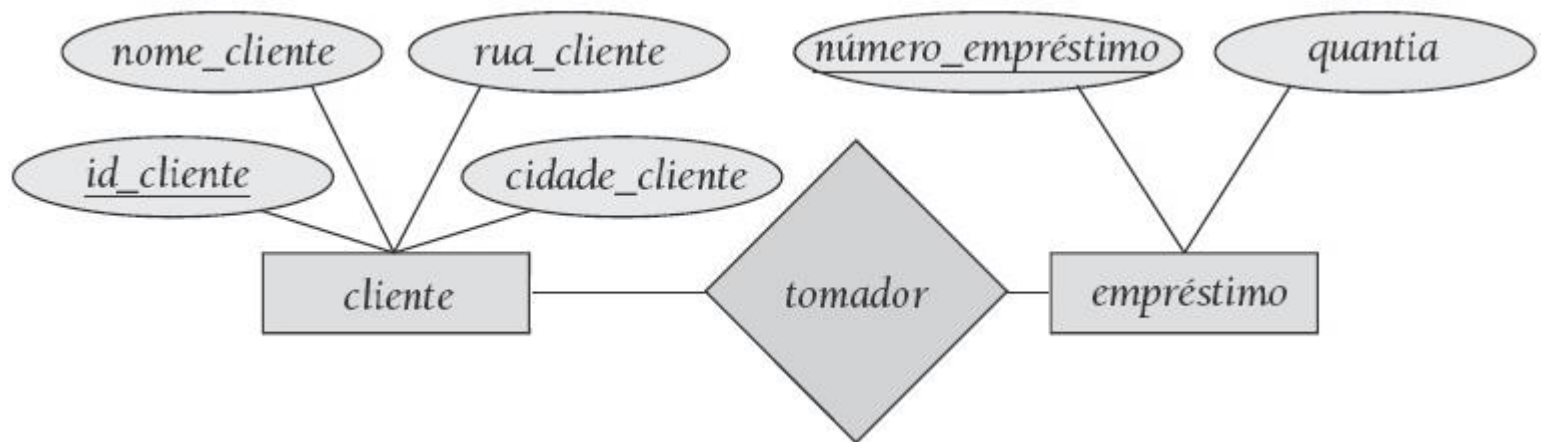 nome_cliente
rua_cliente
número_empréstimo
quantia
id_cliente
cidade_cliente
cliente
tomador
empréstimo